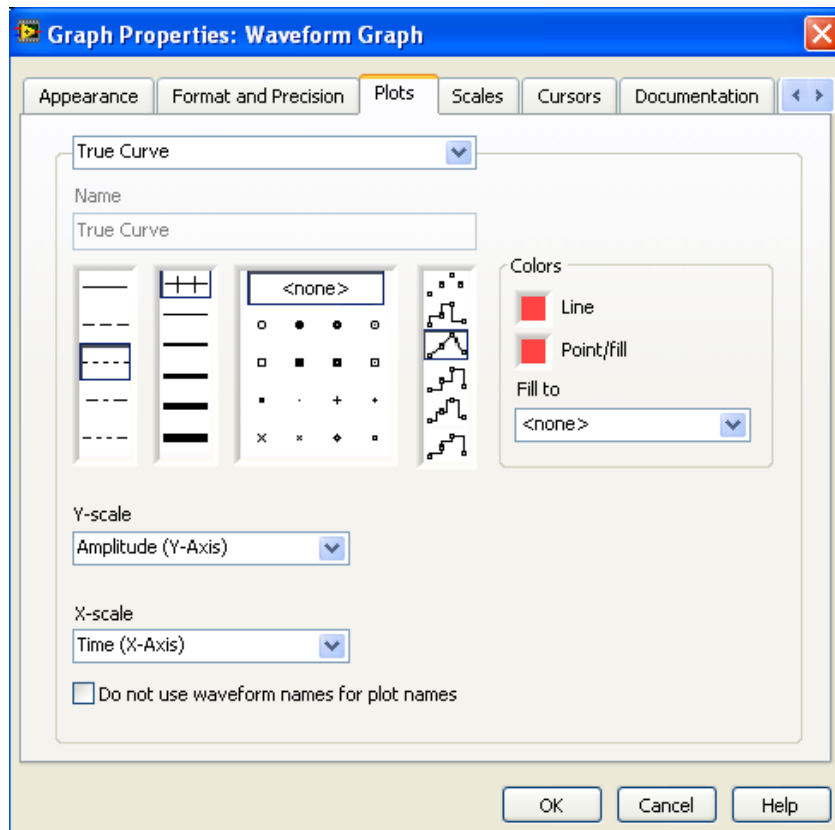 Graph Properties: Waveform Graph
Appearance
Format and Precision
Plots
Scales
Cursors
Documentation
True Curve
Name
True Curve
<none>
Colors
Line
Point/fill
Fill to
<none>
Y-scale
Amplitude (Y-Axis)
X-scale
Time (X-Axis)
Do not use waveform names for plot names
OK
Cancel
Help